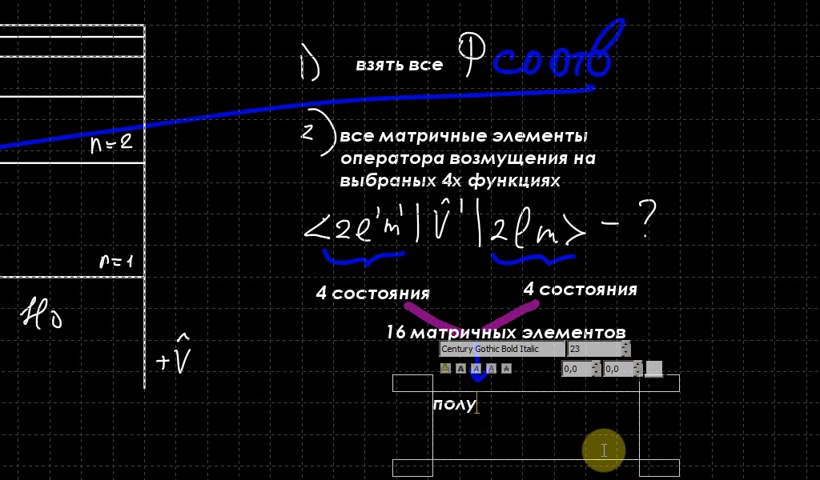 1) взять все Ф соотв
n=2
2) все матричные элементы
оператора возмущения на
выбраных 4х функциях
<2l'm'|V̂'|2lm> - ?
n=1
4 состояния 4 состояния
H₀
16 матричных элементов
Century Gothic Bold Italic 23
+V̂
A A A A A 0,0 0,0
полу